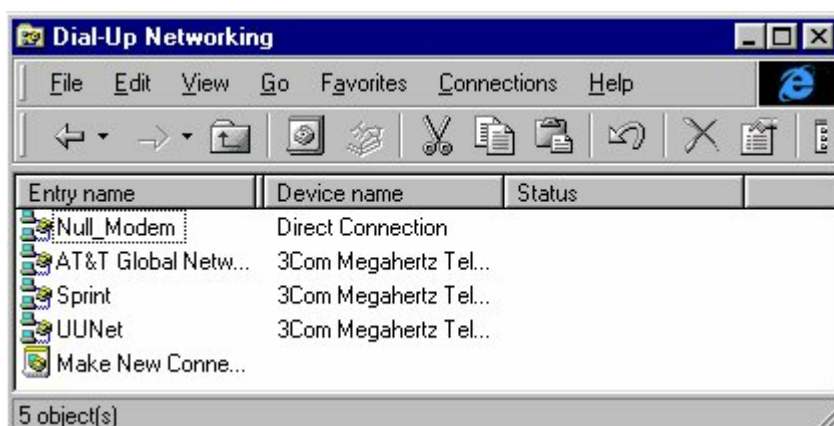 Dial-Up Networking
File Edit View Go Favorites Connections Help
Entry name Device name Status
Null_Modem Direct Connection
AT&T Global Netw... 3Com Megahertz Tel...
Sprint 3Com Megahertz Tel...
UUNet 3Com Megahertz Tel...
Make New Conne...
5 object(s)